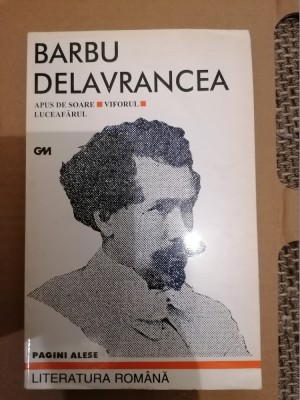 BARBU
DELAVRANCEA
APUS DE SOARE ■ VIFORUL ■
LUCEAFĂRUL
GM
PAGINI ALESE
LITERATURA ROMÂNĂ